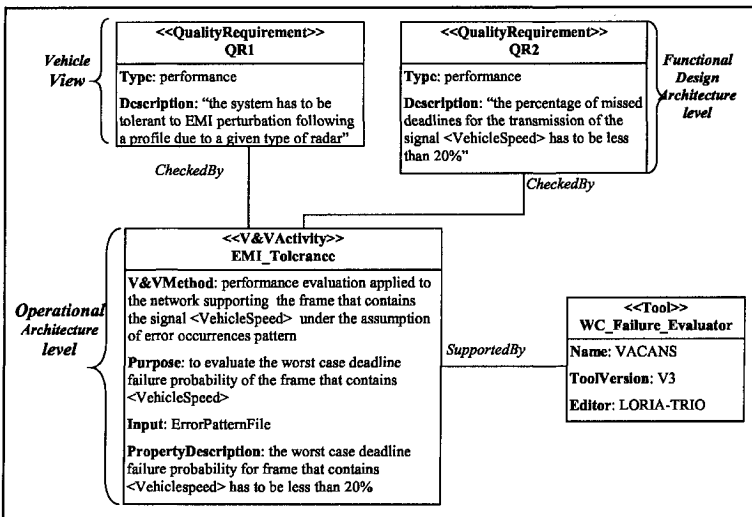 Vehicle
View
<<QualityRequirement>>
QR1
Type: performance
Description: “the system has to be
tolerant to EMI perturbation following
a profile due to a given type of radar”
<<QualityRequirement>>
QR2
Type: performance
Description: “the percentage of missed
deadlines for the transmission of the
signal <VehicleSpeed> has to be less
than 20%”
Functional
Design
Architecture
level
CheckedBy
CheckedBy
Operational
Architecture
level
<<V&VActivity>>
EMI_Tolerance
V&VMethod: performance evaluation applied to
the network supporting the frame that contains
the signal <VehicleSpeed> under the assumption
of error occurrences pattern
Purpose: to evaluate the worst case deadline
failure probability of the frame that contains
<VehicleSpeed>
Input: ErrorPatternFile
PropertyDescription: the worst case deadline
failure probability for frame that contains
<Vehiclespeed> has to be less than 20%
SupportedBy
<<Tool>>
WC_Failure_Evaluator
Name: VACANS
ToolVersion: V3
Editor: LORIA-TRIO